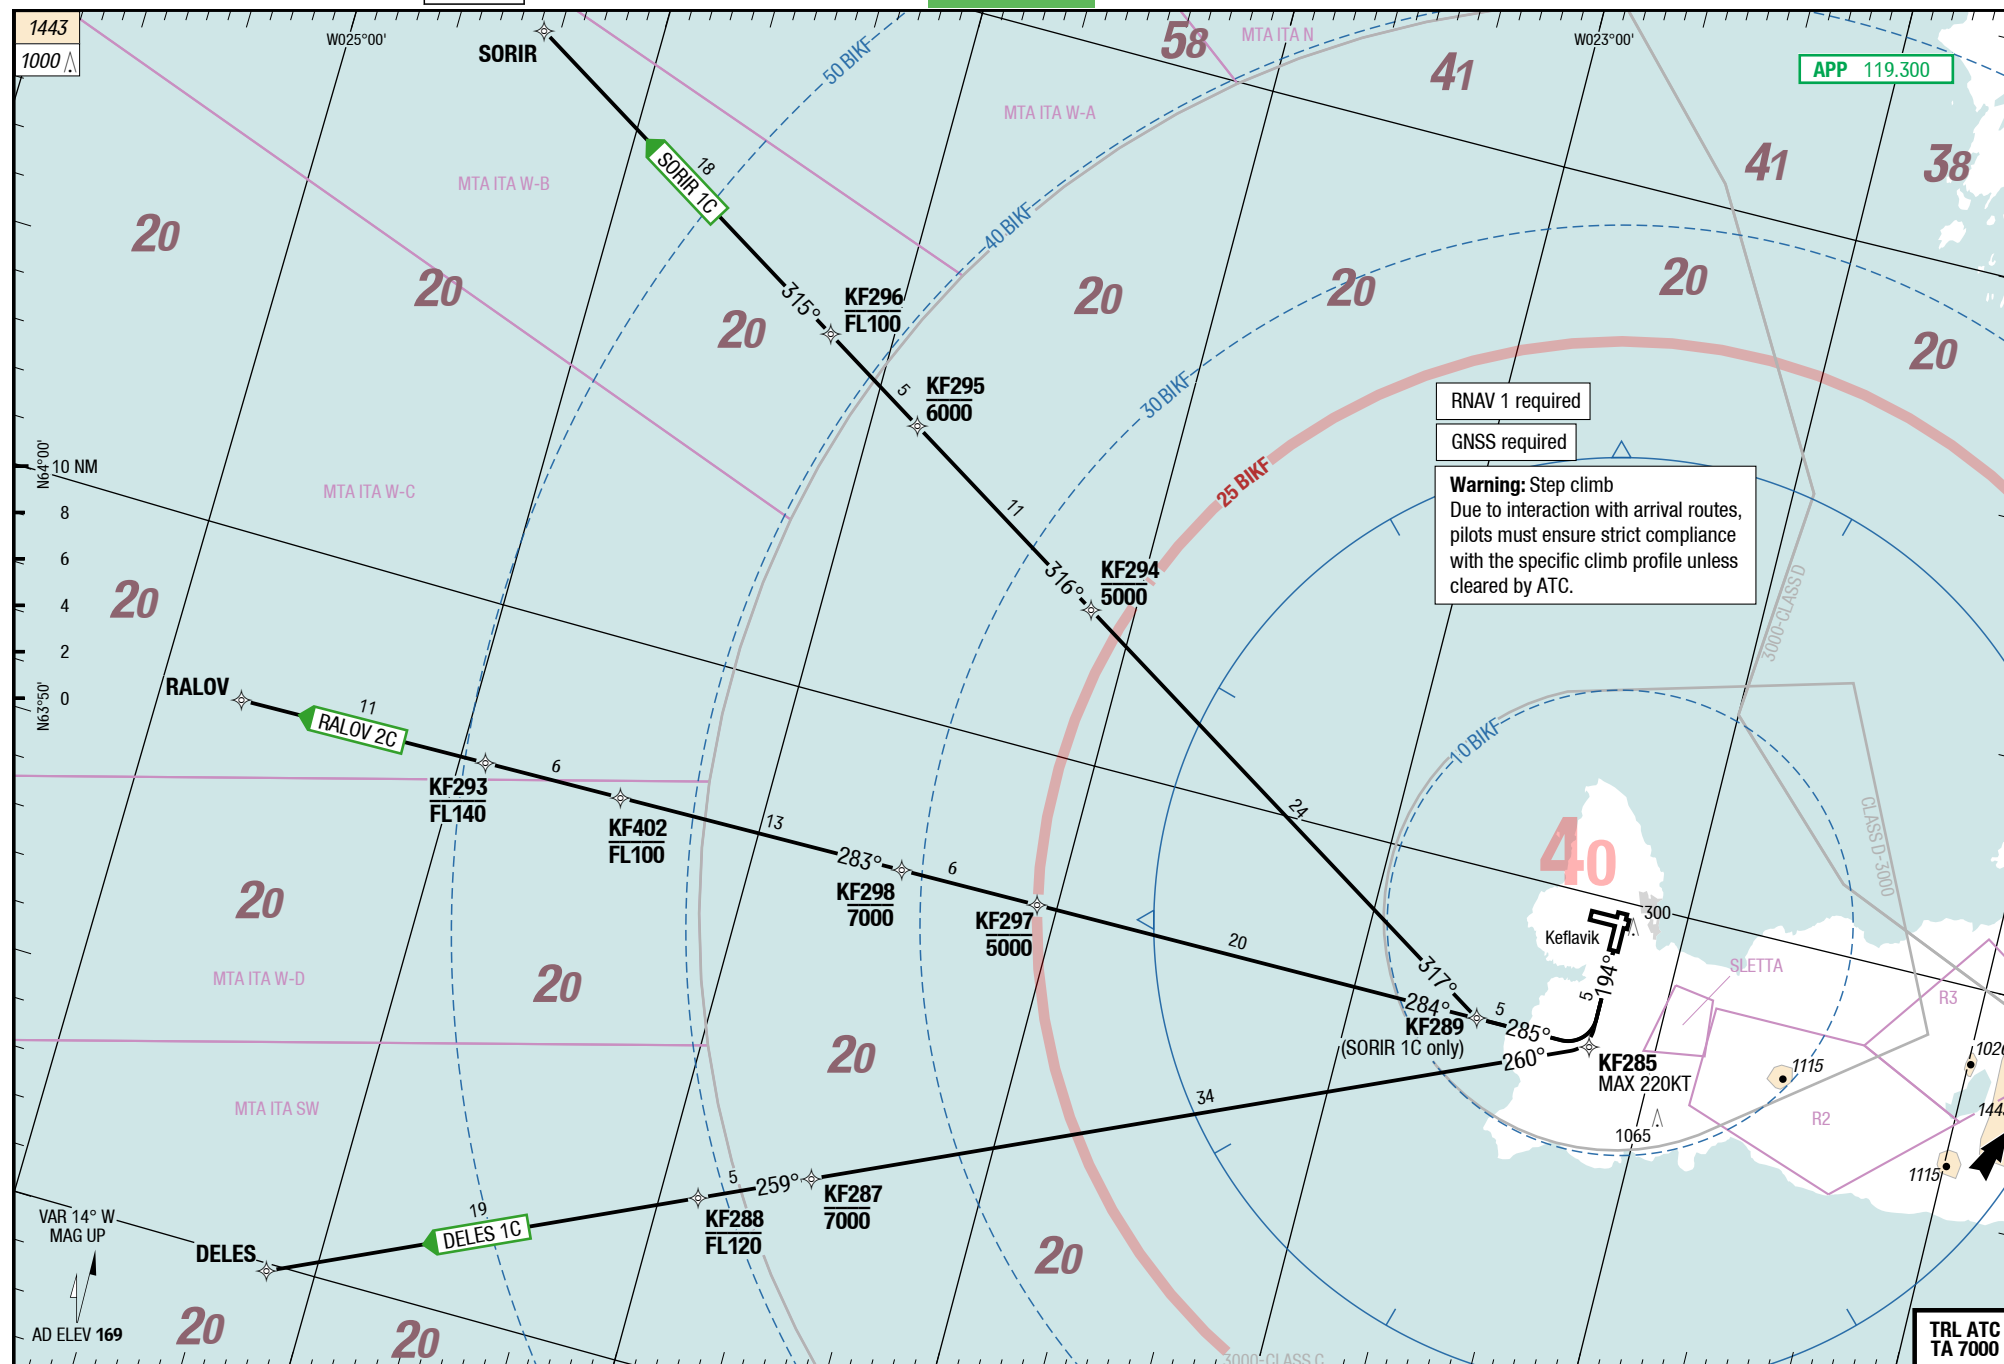 1443
1000
W025°00'
SORIR
50 BIKF
58
MTA ITA N
41
W023°00'
APP 119.300
MTA ITA W-A
41
38
18
SORIR 1C
MTA ITA W-B
40 BIKF
20
20
20
20
20
20
20
315°
KF296
FL100
5
KF295
6000
30 BIKF
RNAV 1 required
GNSS required
Warning: Step climb
Due to interaction with arrival routes,
pilots must ensure strict compliance
with the specific climb profile unless
cleared by ATC.
25 BIKF
N64°00'
10 NM
8
6
4
2
0
N63°50'
MTA ITA W-C
11
316°
KF294
5000
3000-CLASS D
20
RALOV
11
RALOV 2C
KF293
FL140
6
KF402
FL100
13
283°
KF298
7000
6
KF297
5000
20
24
10 BIKF
CLASS D-3000
40
300
Keflavik
194°
5
SLETTA
R3
317°
284°
KF289
(SORIR 1C only)
5
285°
260°
KF285
MAX 220KT
1115
R2
1065
1115
20
MTA ITA W-D
20
20
MTA ITA SW
34
5
259°
KF287
7000
KF288
FL120
19
DELES 1C
DELES
VAR 14° W
MAG UP
AD ELEV 169
20
20
20
3000-CLASS C
TRL ATC
TA 7000